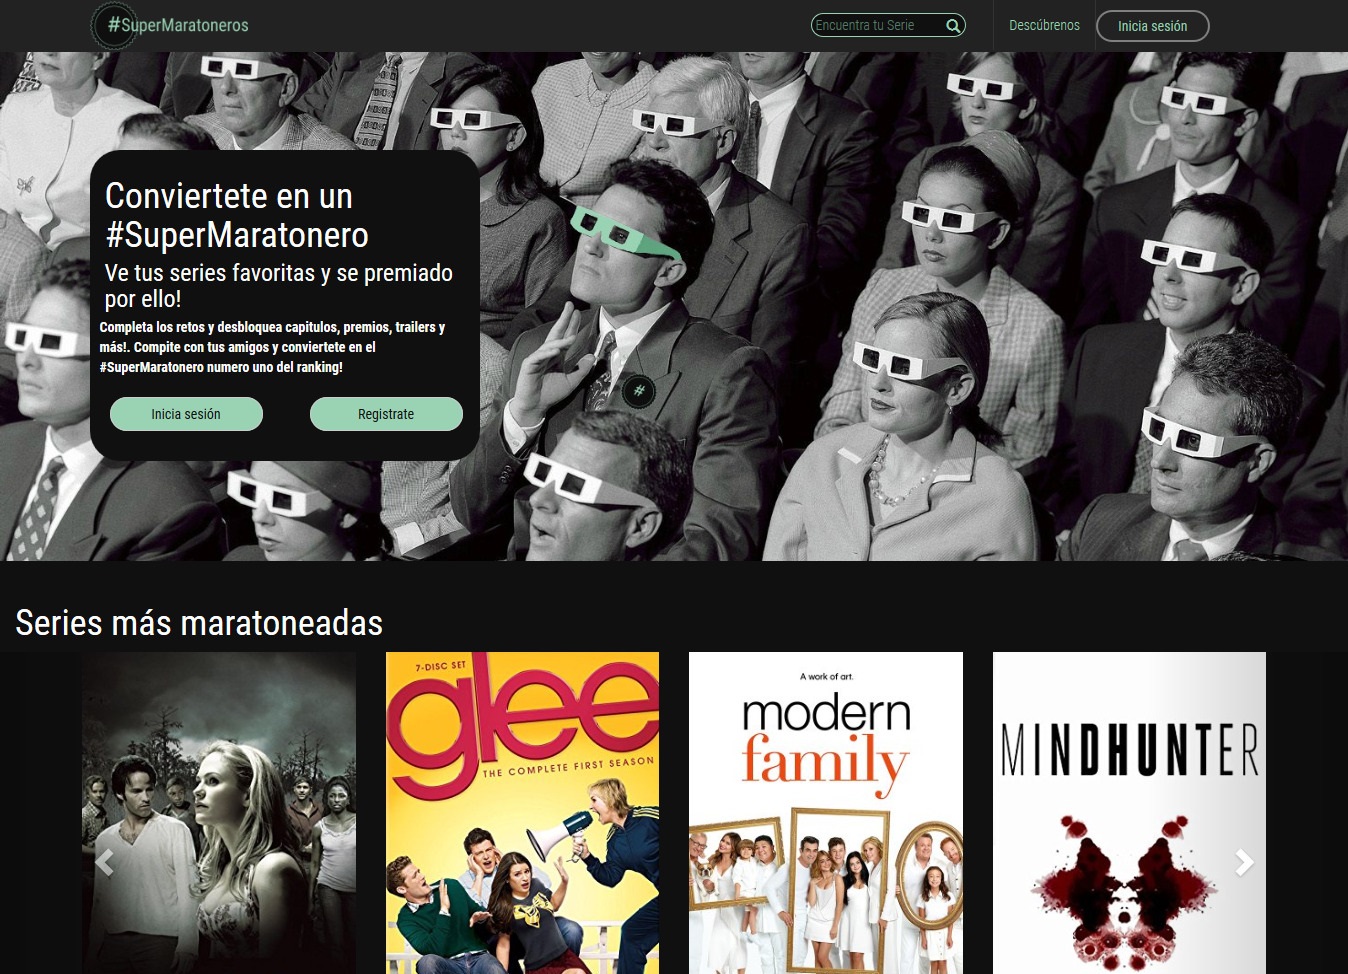 #SuperMaratoneros
Encuentra tu Serie
Descúbrenos
Inicia sesión
Conviertete en un
#SuperMaratonero
Ve tus series favoritas y se premiado
por ello!
Completa los retos y desbloquea capitulos, premios, trailers y
más!. Compite con tus amigos y conviertete en el
#SuperMaratonero numero uno del ranking!
Inicia sesión
Registrate
#
Series más maratoneadas
7-DISC SET
glee
THE COMPLETE FIRST SEASON
A work of art.
modern
family
MINDHUNTER